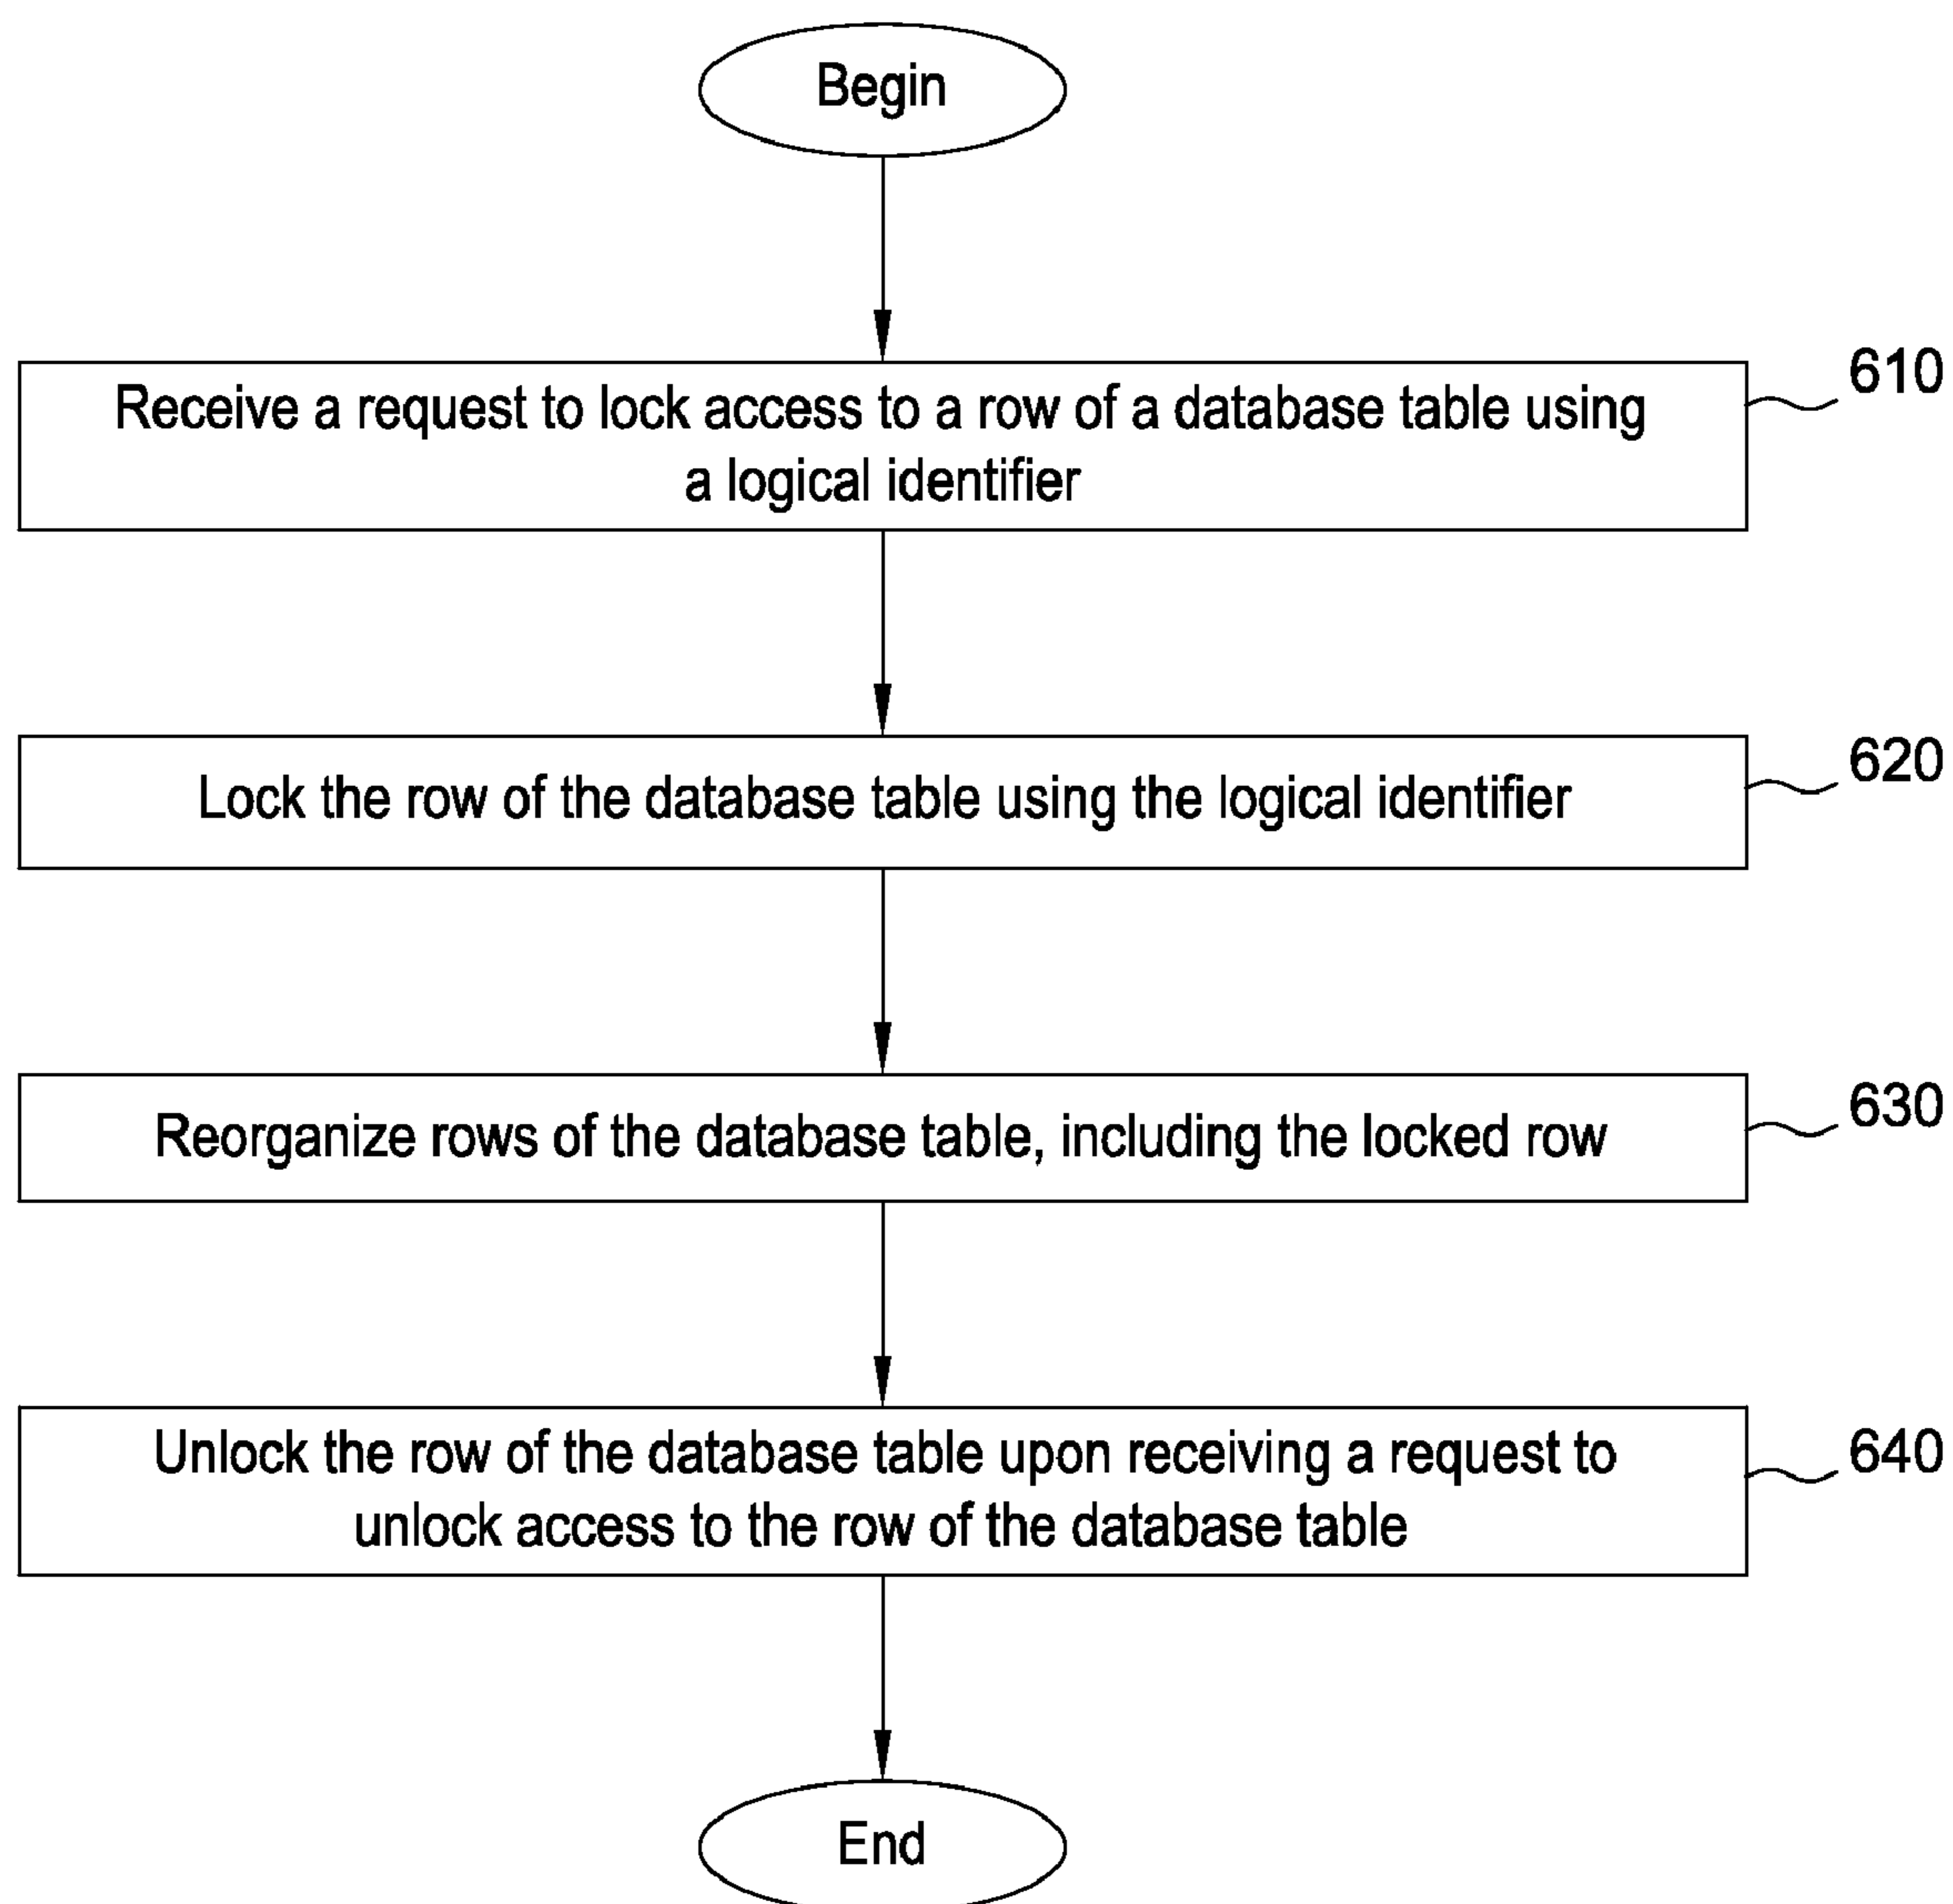 Begin
610
Receive a request to lock access to a row of a database table using
a logical identifier
620
Lock the row of the database table using the logical identifier
630
Reorganize rows of the database table, including the locked row
640
Unlock the row of the database table upon receiving a request to
unlock access to the row of the database table
End